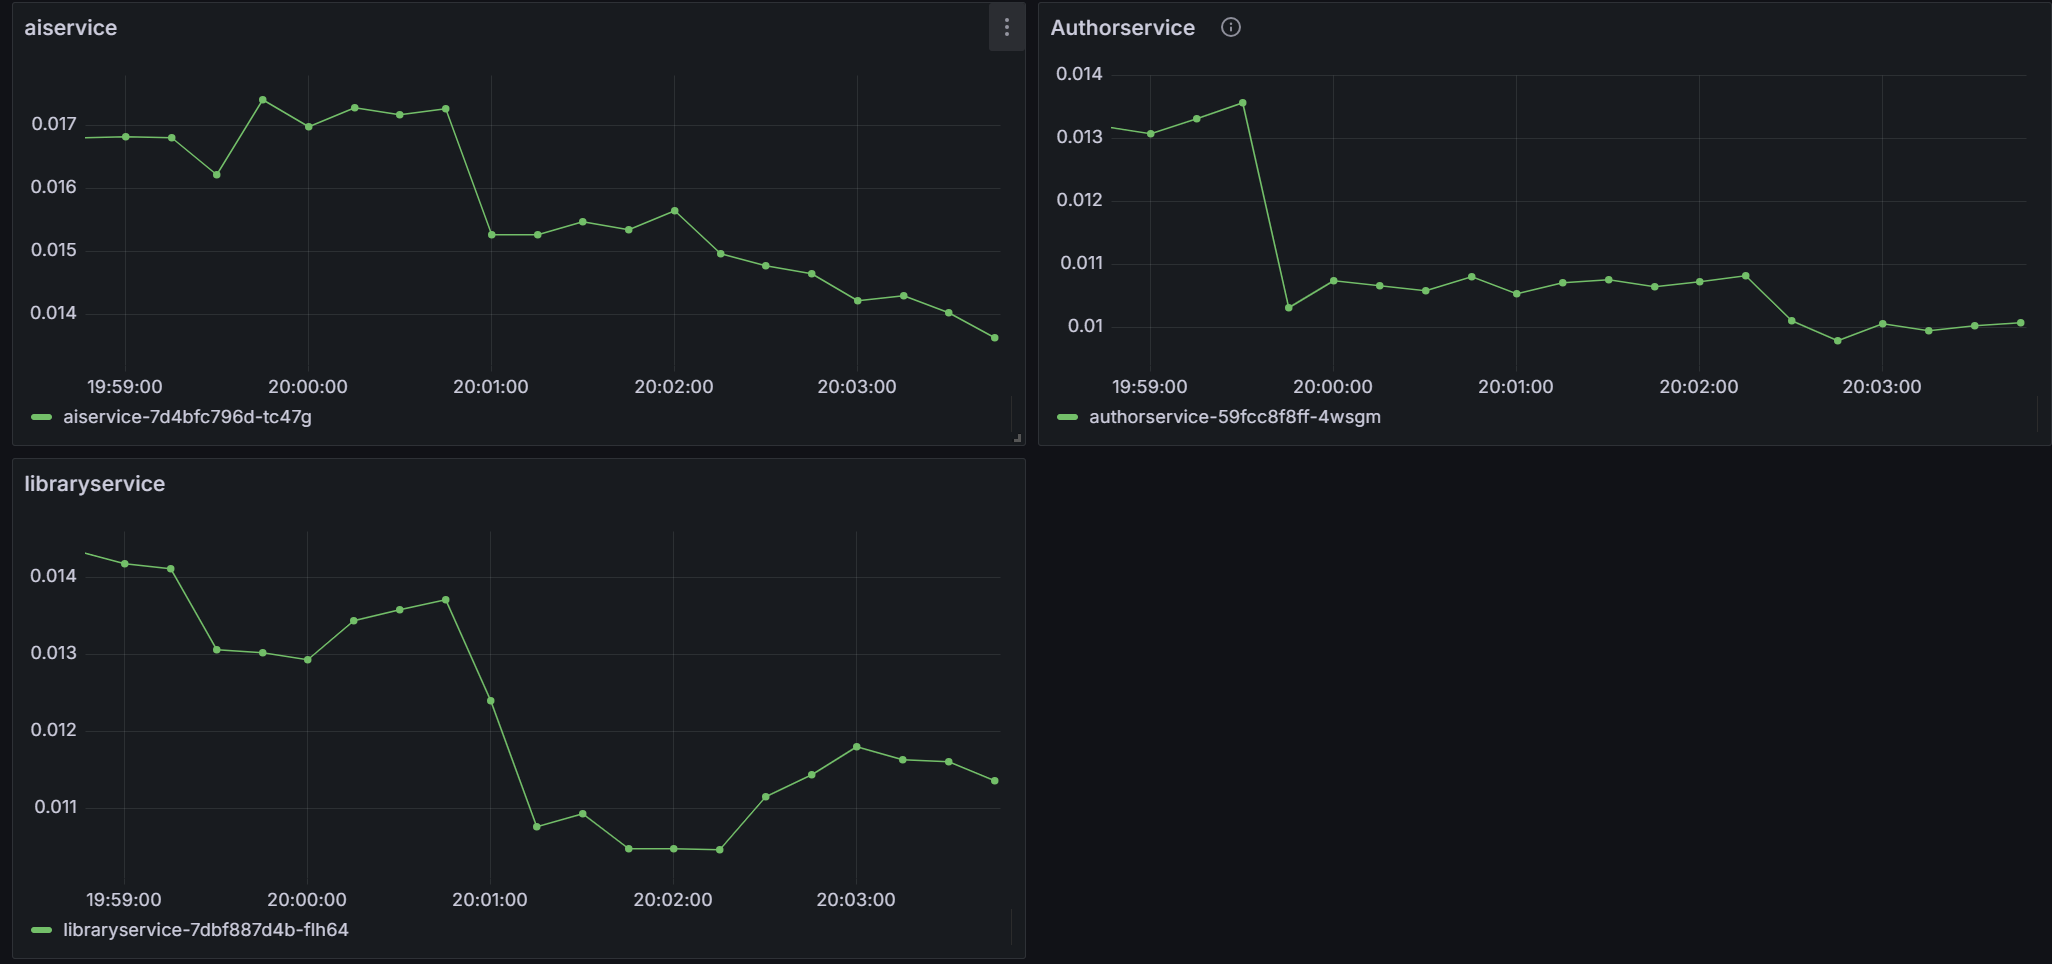 aiservice
0.017
0.016
0.015
0.014
19:59:00 20:00:00 20:01:00 20:02:00 20:03:00
aiservice-7d4bfc796d-tc47g
Authorservice
0.014
0.013
0.012
0.011
0.01
19:59:00 20:00:00 20:01:00 20:02:00 20:03:00
authorservice-59fcc8f8ff-4wsgm
libraryservice
0.014
0.013
0.012
0.011
19:59:00 20:00:00 20:01:00 20:02:00 20:03:00
libraryservice-7dbf887d4b-flh64